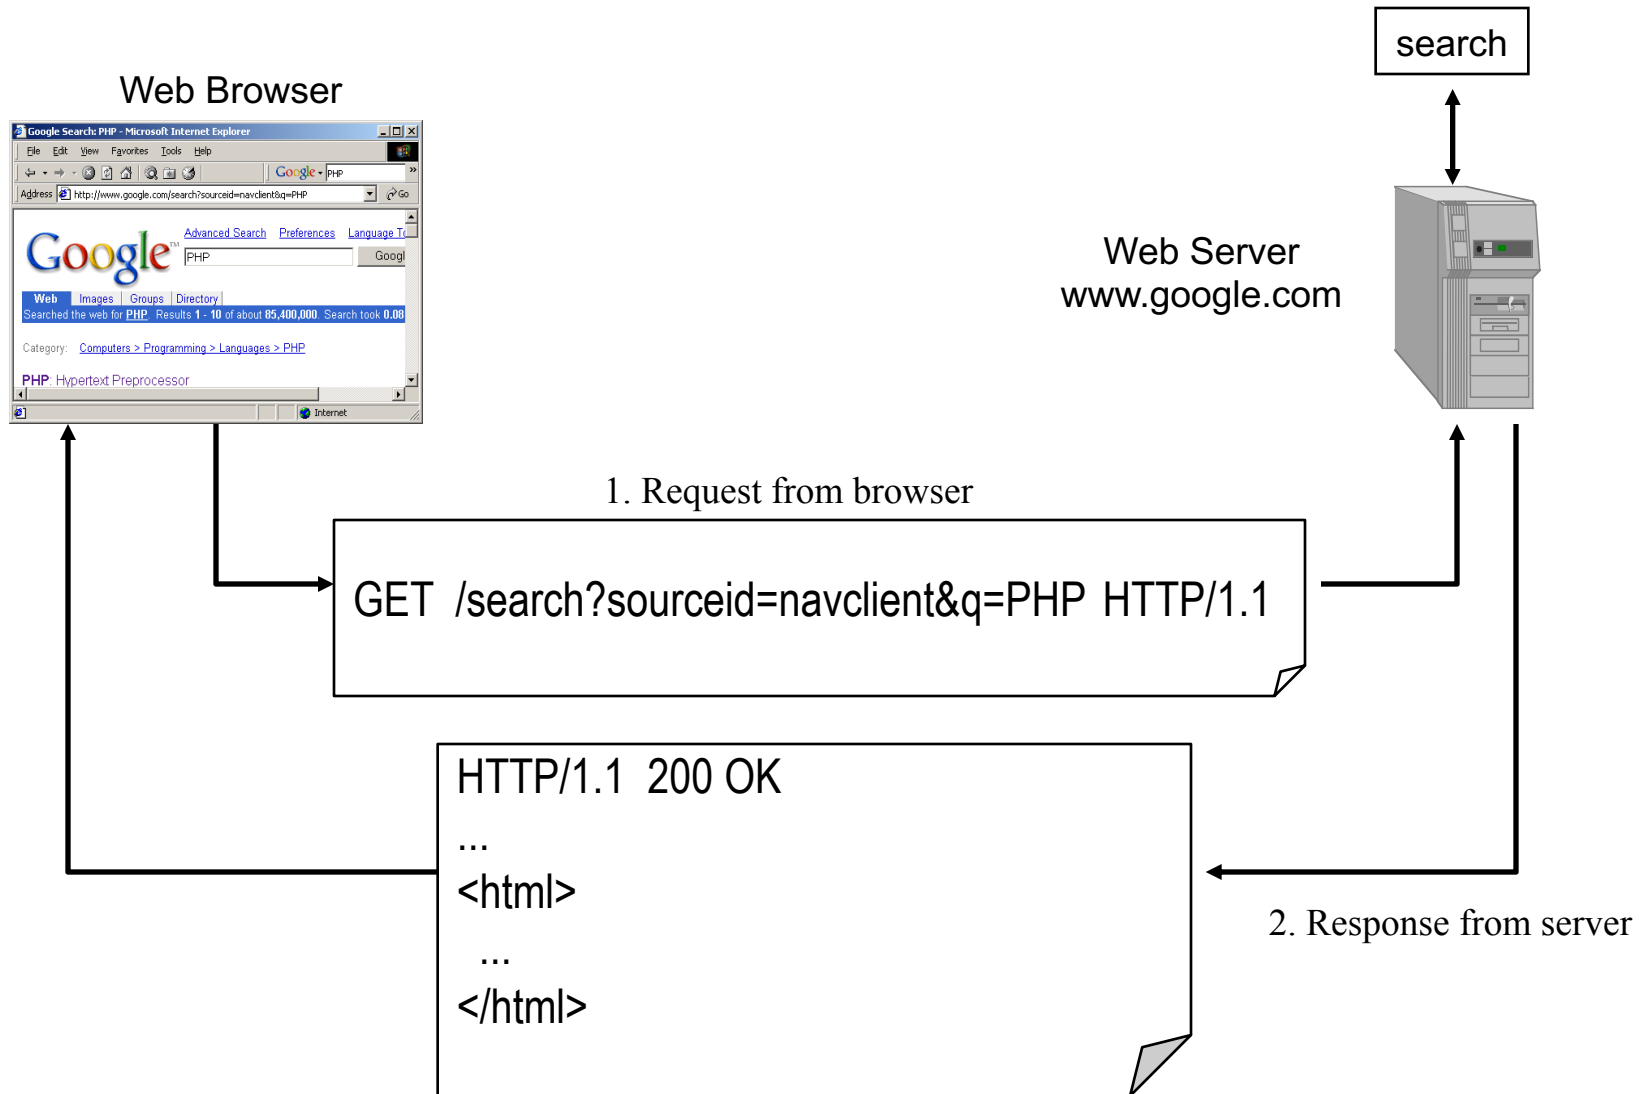 search
Web Browser
Google Search: PHP - Microsoft Internet Explorer
File Edit View Favorites Tools Help
Google PHP »
Address http://www.google.com/search?sourceid=navclient&q=PHP Go
Google™
Advanced Search Preferences Language
PHP
Googl
Web Images Groups Directory
Searched the web for PHP. Results 1 - 10 of about 85,400,000. Search took 0.08
Category: Computers > Programming > Languages > PHP
PHP: Hypertext Preprocessor
Internet
Web Server
www.google.com
1. Request from browser
GET /search?sourceid=navclient&q=PHP HTTP/1.1
HTTP/1.1 200 OK
...
<html>
...
</html>
2. Response from server